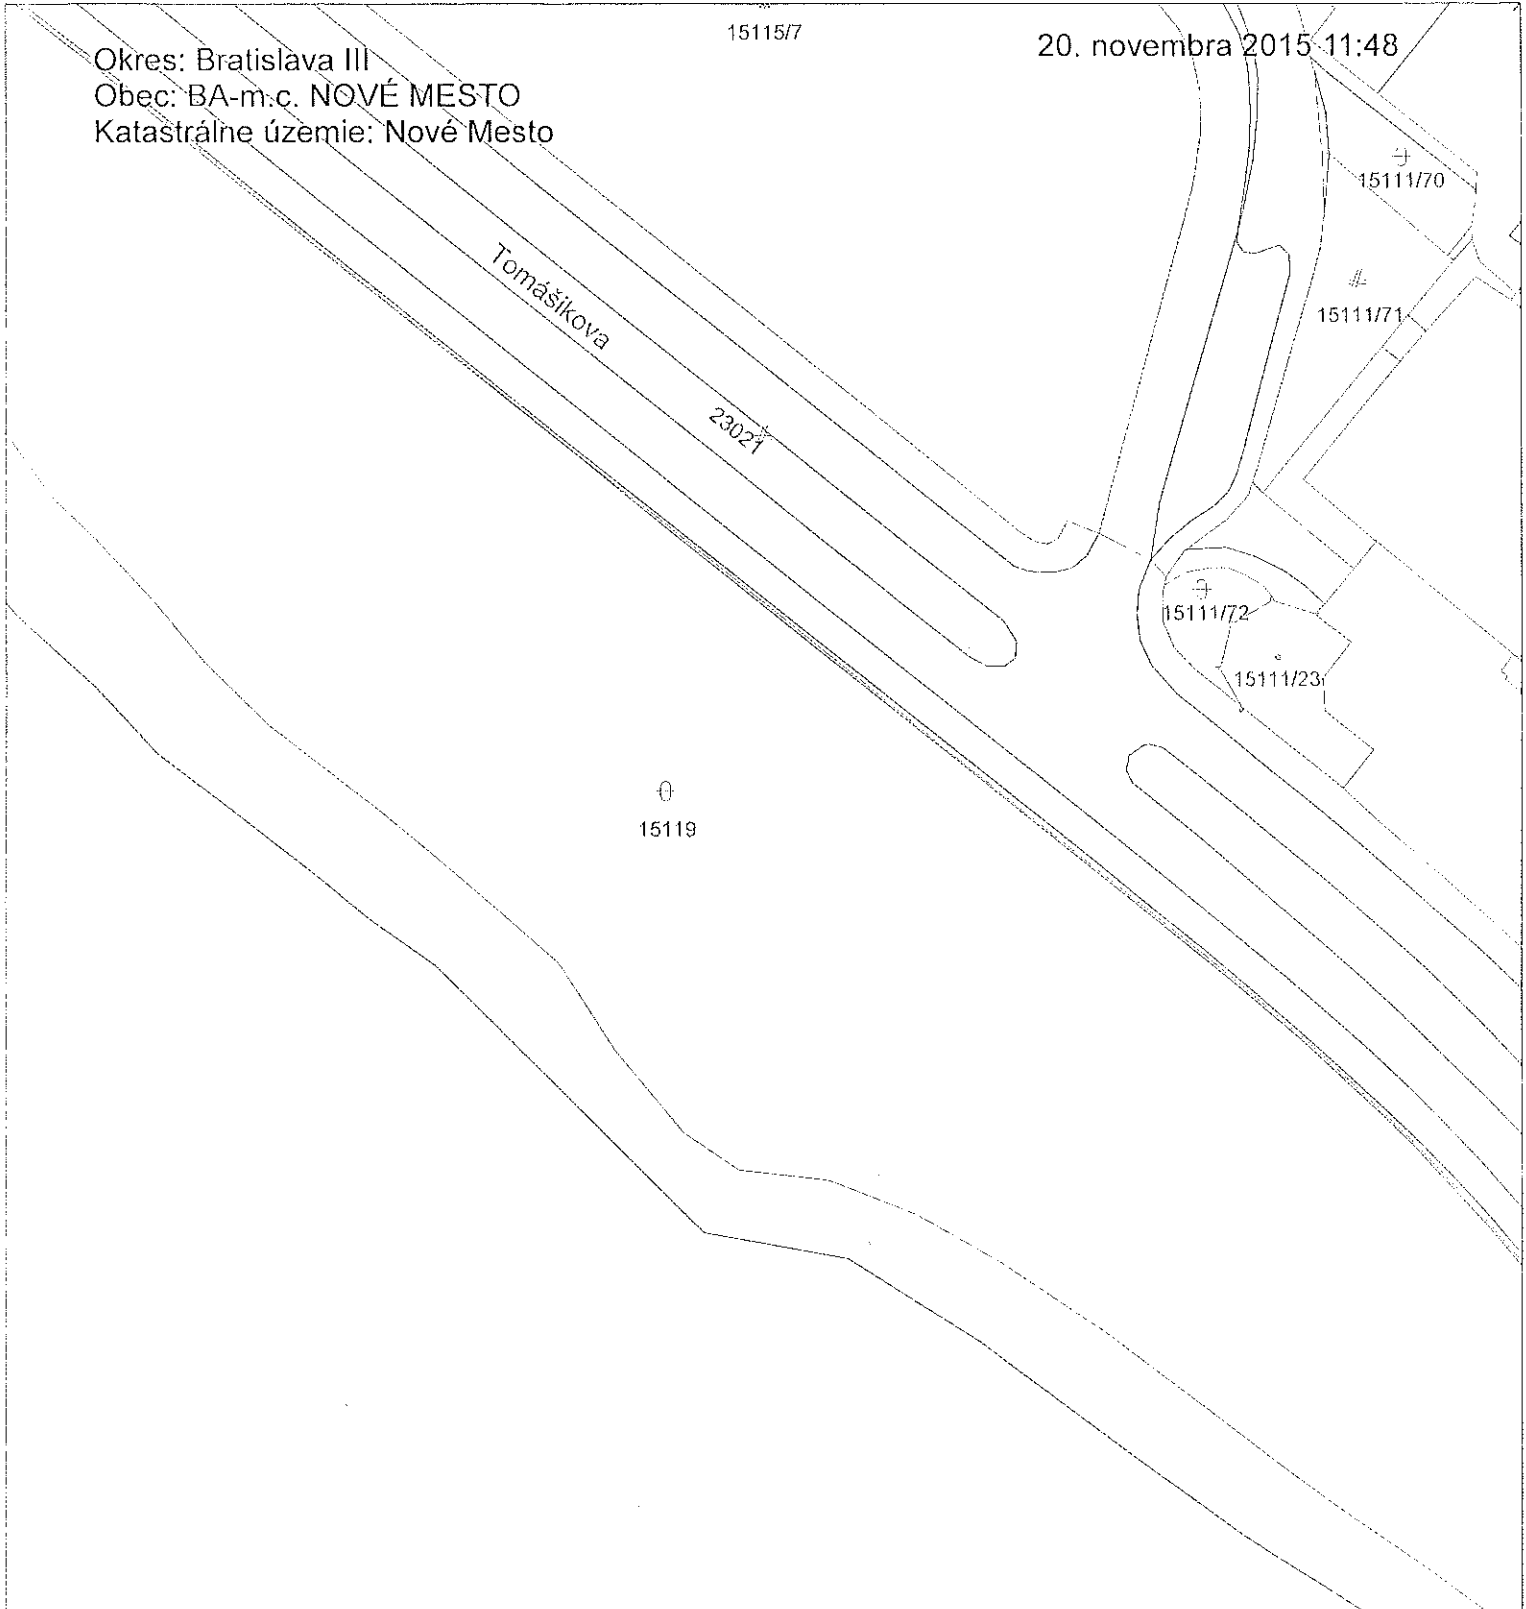 15115/7
20. novembra 2015 11:48
Okres: Bratislava III
Obec: BA-m.c. NOVÉ MESTO
Katastrálne územie: Nové Mesto
15111/70
Tomášikova
15111/71
23021
15111/72
15111/23
15119